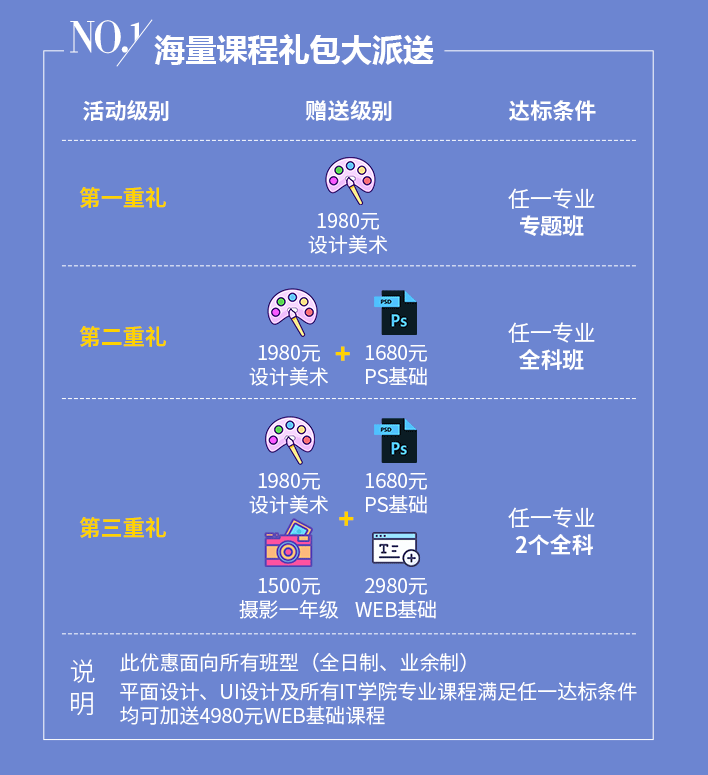 NO.1 海量课程礼包大派送
活动级别 赠送级别 达标条件
第一重礼
1980元
设计美术
任一专业
专题班
第二重礼
PSD
Ps
1980元 + 1680元
设计美术 PS基础
任一专业
全科班
第三重礼
PSD
Ps
1980元 1680元
设计美术 PS基础
+
T
1500元 2980元
摄影一年级 WEB基础
任一专业
2个全科
说明
此优惠面向所有班型（全日制、业余制）
平面设计、UI设计及所有IT学院专业课程满足任一达标条件
均可加送4980元WEB基础课程